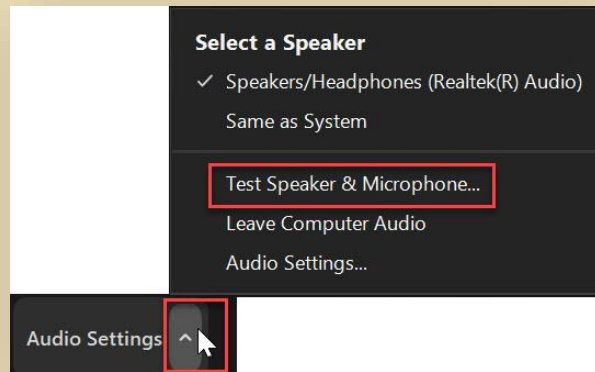 Select a Speaker
✓ Speakers/Headphones (Realtek(R) Audio)
Same as System
Test Speaker & Microphone...
Leave Computer Audio
Audio Settings...
Audio Settings ^